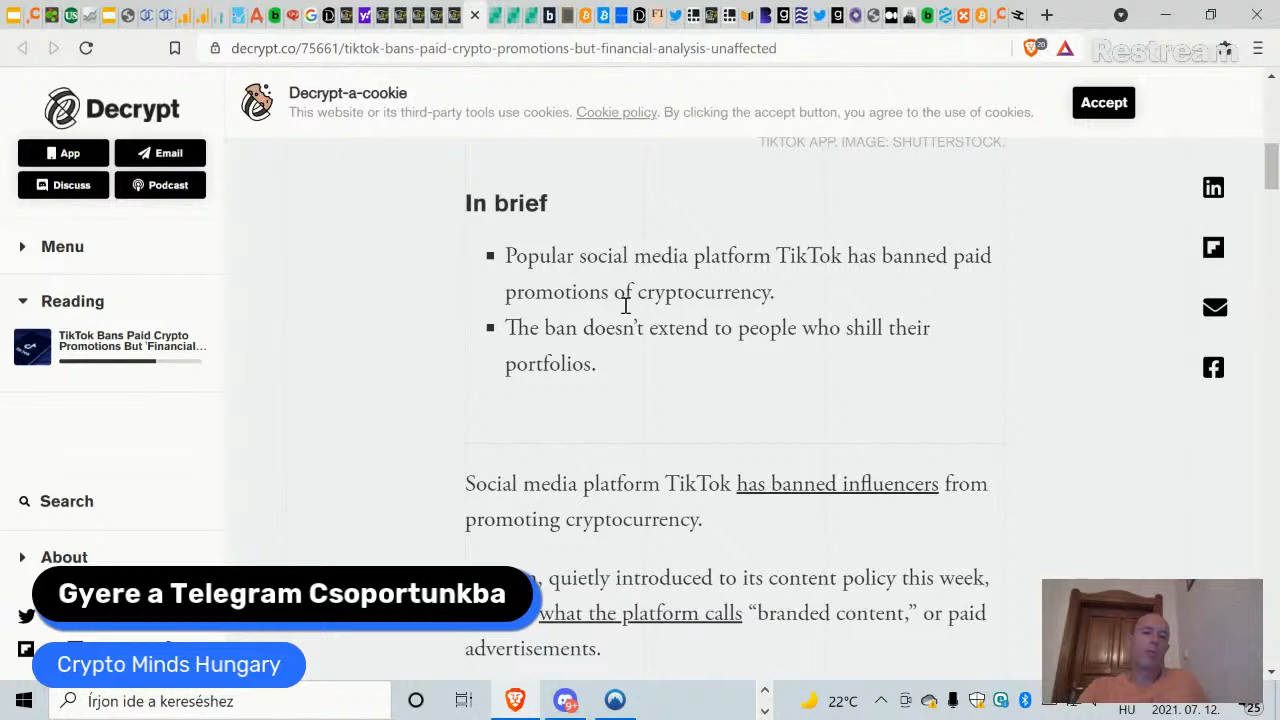 decrypt.co/75661/tiktok-bans-paid-crypto-promotions-but-financial-analysis-unaffected
20
Restream
Decrypt
Decrypt-a-cookie
This website or its third-party tools use cookies. Cookie policy. By clicking the accept button, you agree to the use of cookies.
Accept
TIKTOK APP. IMAGE: SHUTTERSTOCK.
App
Email
Discuss
Podcast
Menu
Reading
TikTok Bans Paid Crypto
Promotions But 'Financial...
Search
About
In brief
Popular social media platform TikTok has banned paid
promotions of cryptocurrency.
The ban doesn't extend to people who shill their
portfolios.
Social media platform TikTok has banned influencers from
promoting cryptocurrency.
quietly introduced to its content policy this week,
what the platform calls “branded content,” or paid
advertisements.
Gyere a Telegram Csoportunkba
Crypto Minds Hungary
Írjon ide a kereséshez
9+
22°C
HU
2021. 07. 12.